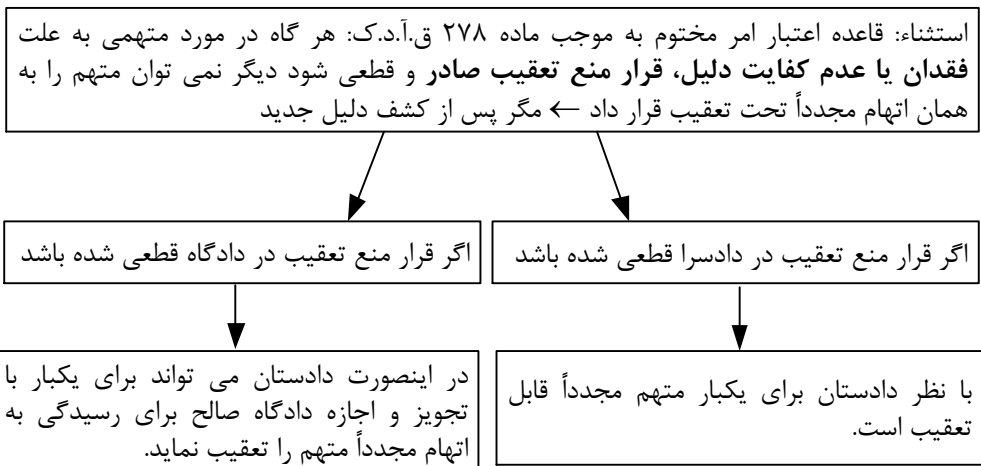 استثناء: قاعده اعتبار امر مختوم به موجب ماده ۲۷۸ ق.آ.د.ک: هر گاه در مورد متهمی به علت
فقدان یا عدم کفایت دلیل، قرار منع تعقیب صادر و قطعی شود دیگر نمی توان متهم را به
همان اتهام مجدداً تحت تعقیب قرار داد ← مگر پس از کشف دلیل جدید
اگر قرار منع تعقیب در دادسرا قطعی شده باشد
اگر قرار منع تعقیب در دادگاه قطعی شده باشد
با نظر دادستان برای یکبار متهم مجدداً قابل
تعقیب است.
در اینصورت دادستان می تواند برای یکبار با
تجویز و اجازه دادگاه صالح برای رسیدگی به
اتهام مجدداً متهم را تعقیب نماید.